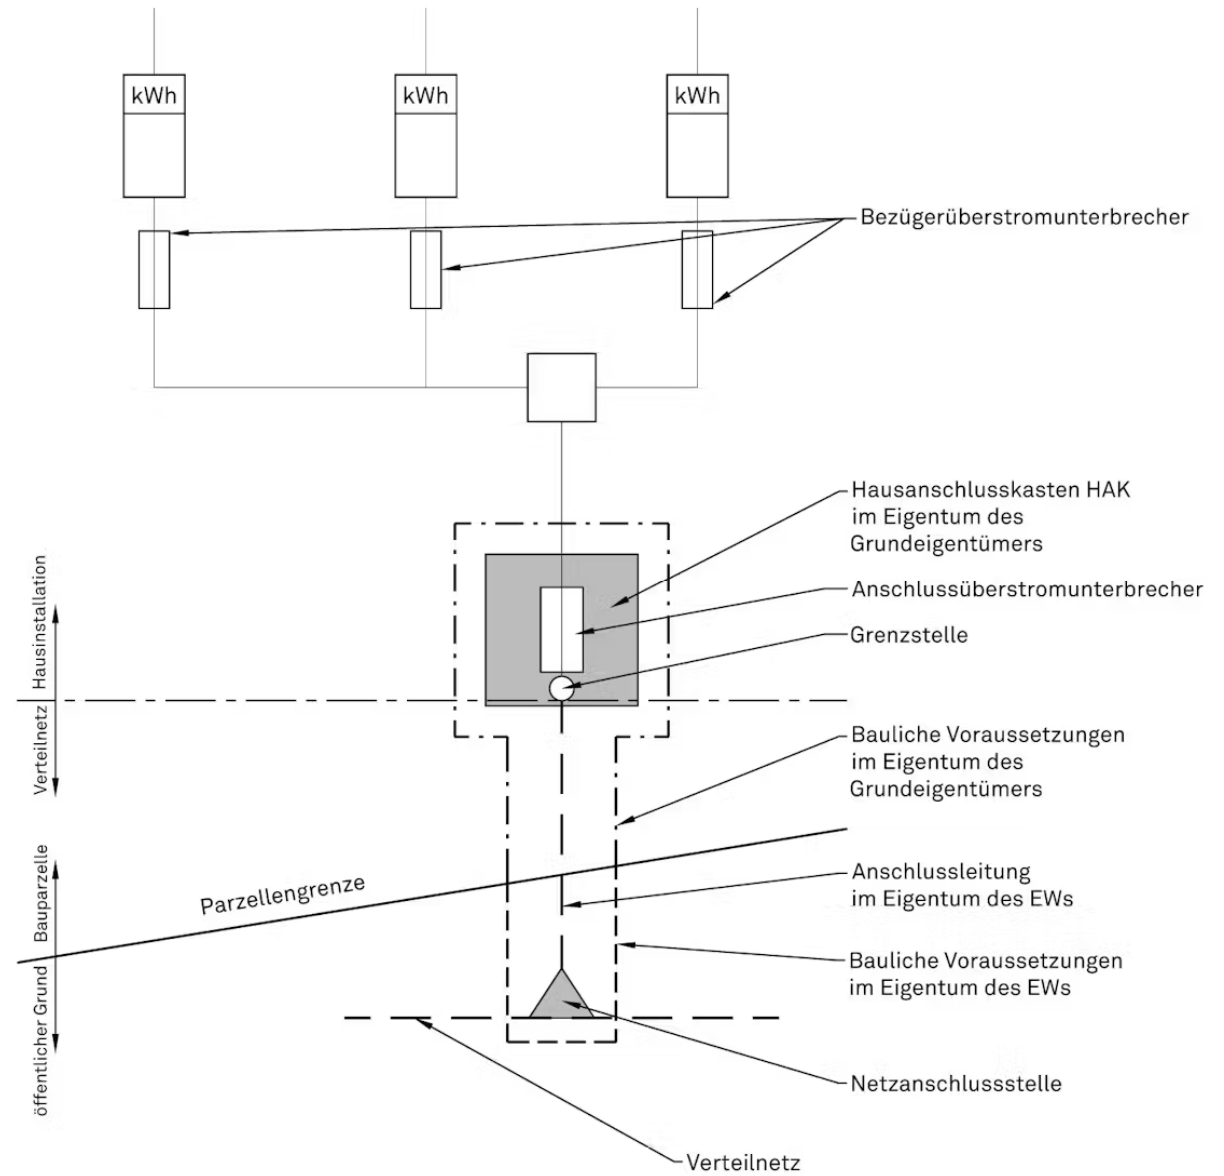 kWh
kWh
kWh
Bezügerüberstromunterbrecher
Hausanschlusskasten HAK
im Eigentum des
Grundeigentümers
Anschlussüberstromunterbrecher
Grenzstelle
Hausinstallation
Verteilnetz
Bauliche Voraussetzungen
im Eigentum des
Grundeigentümers
Parzellengrenze
Bauparzelle
öffentlicher Grund
Anschlussleitung
im Eigentum des EWs
Bauliche Voraussetzungen
im Eigentum des EWs
Netzanschlussstelle
Verteilnetz